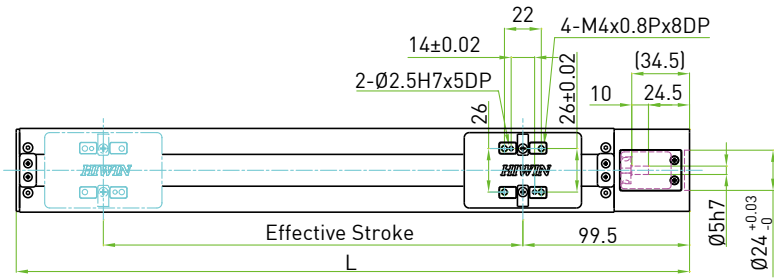 22
4-M4x0.8Px8DP
14±0.02
(34.5)
2-Ø2.5H7x5DP
10
24.5
26
26±0.02
HIWIN
HIWIN
Effective Stroke
99.5
Ø5h7
Ø24 +0.03 -0
L